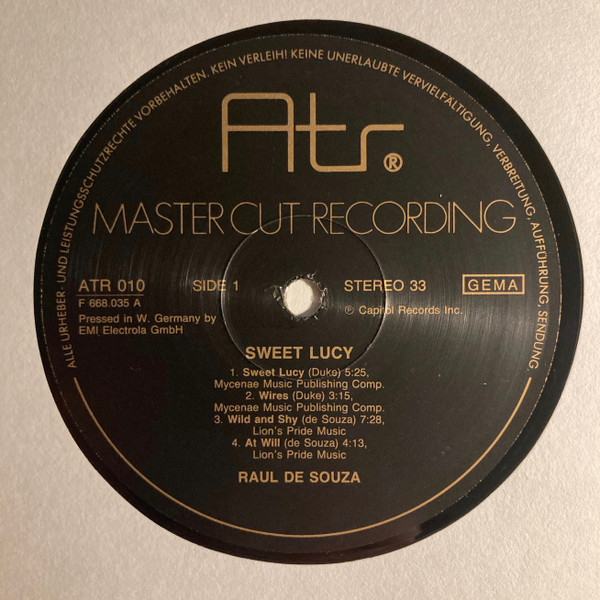 ALLE URHEBER- UND LEISTUNGSSCHUTZRECHTE VORBEHALTEN. KEIN VERLEIH! KEINE UNERLAUBTE VERVIELFÄLTIGUNG, VERBREITUNG, AUFFÜHRUNG, SENDUNG
Atr®
MASTER CUT RECORDING
ATR 010 SIDE 1 STEREO 33 GEMA
F 668.035 A
℗ Capitol Records Inc.
Pressed in W. Germany by
EMI Electrola GmbH
SWEET LUCY
1. Sweet Lucy (Duke) 5:25,
Mycenae Music Publishing Comp.
2. Wires (Duke) 3:15,
Mycenae Music Publishing Comp.
3. Wild and Shy (de Souza) 7:28,
Lion's Pride Music
4. At Will (de Souza) 4:13,
Lion's Pride Music
RAUL DE SOUZA